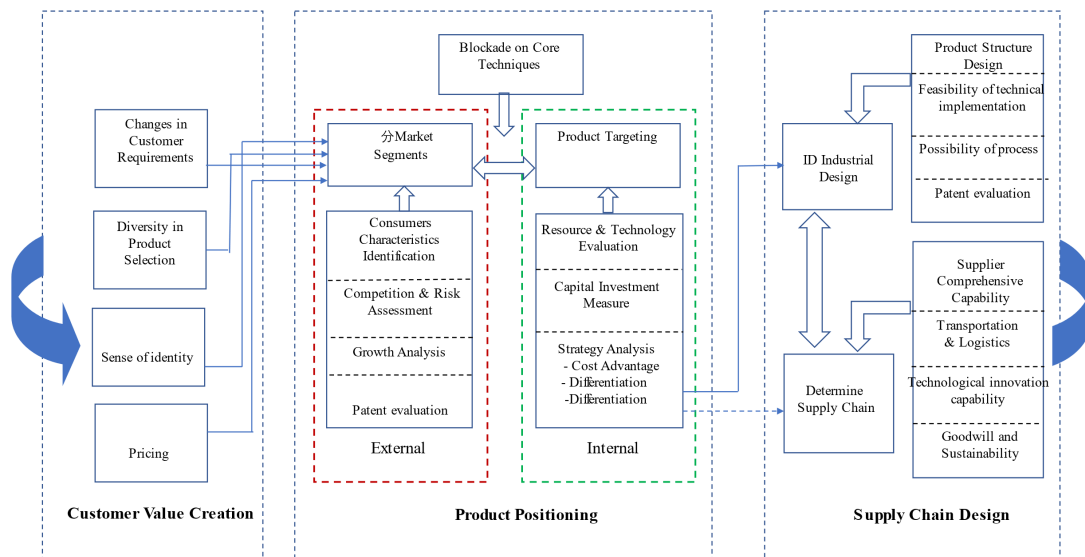 Blockade on Core
Techniques
Changes in
Customer
Requirements
Diversity in
Product
Selection
Sense of identity
Pricing
Customer Value Creation
分Market
Segments
Consumers
Characteristics
Identification
Competition & Risk
Assessment
Growth Analysis
Patent evaluation
External
Product Targeting
Resource & Technology
Evaluation
Capital Investment
Measure
Strategy Analysis
- Cost Advantage
- Differentiation
-Differentiation
Internal
Product Positioning
ID Industrial
Design
Determine
Supply Chain
Product Structure
Design
Feasibility of technical
implementation
Possibility of process
Patent evaluation
Supplier
Comprehensive
Capability
Transportation
& Logistics
Technological innovation
capability
Goodwill and
Sustainability
Supply Chain Design